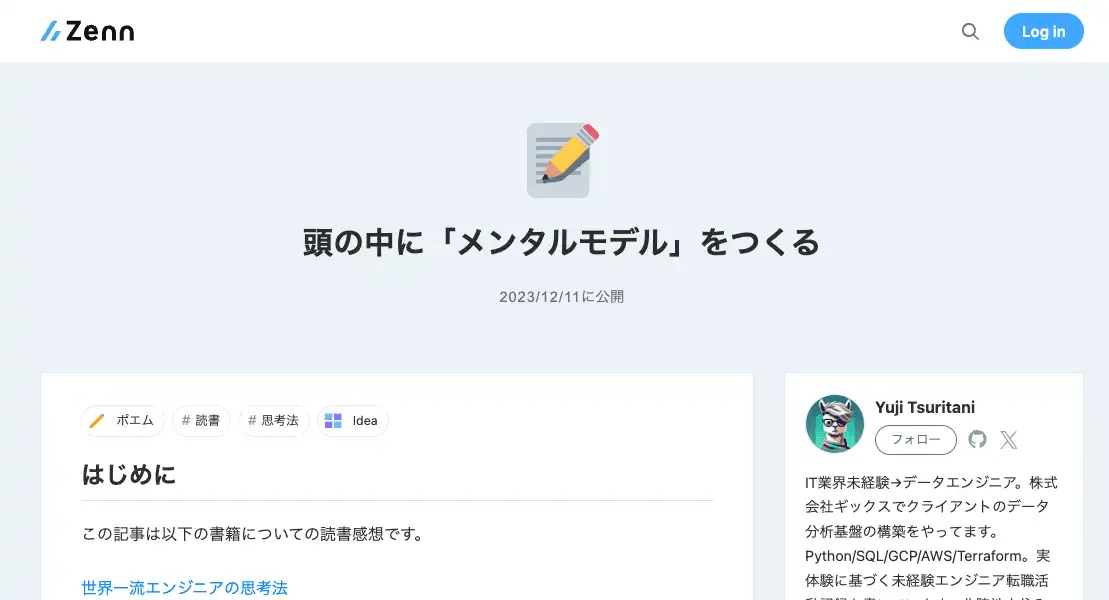 Zenn
Log in
頭の中に「メンタルモデル」をつくる
2023/12/11に公開
ポエム
# 読書
# 思考法
Idea
はじめに
この記事は以下の書籍についての読書感想です。
世界一流エンジニアの思考法
Yuji Tsuritani
フォロー
IT業界未経験→データエンジニア。株式
会社ギックスでクライアントのデータ
分析基盤の構築をやってます。
Python/SQL/GCP/AWS/Terraform。実
体験に基づく未経験エンジニア転職活